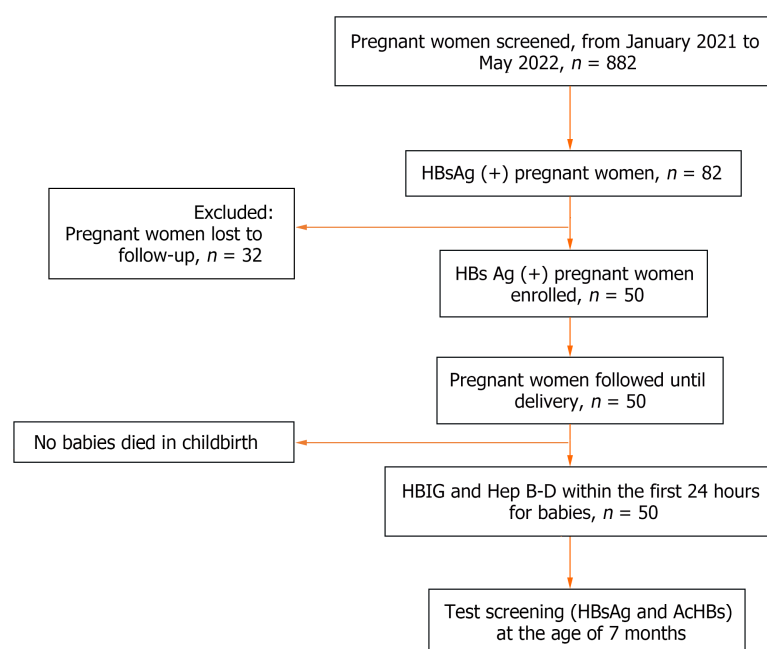 Pregnant women screened, from January 2021 to
May 2022, n = 882
HBsAg (+) pregnant women, n = 82
Excluded:
Pregnant women lost to
follow-up, n = 32
HBs Ag (+) pregnant women
enrolled, n = 50
Pregnant women followed until
delivery, n = 50
No babies died in childbirth
HBIG and Hep B-D within the first 24 hours
for babies, n = 50
Test screening (HBsAg and AcHBs)
at the age of 7 months